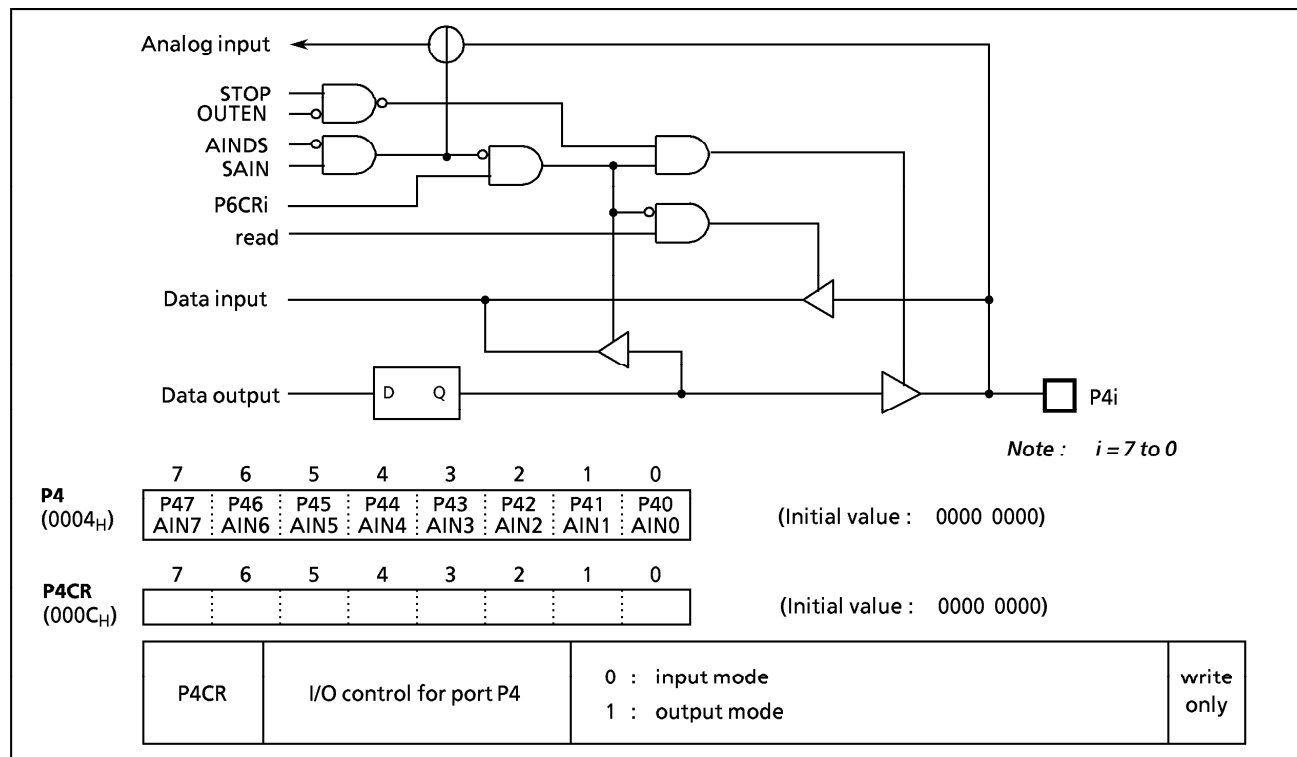 Analog input
STOP
OUTEN
AINDS
SAIN
P6CRi
read
Data input
Data output
D Q
P4i
Note : i = 7 to 0
7 6 5 4 3 2 1 0
P4
(0004H)
P47 P46 P45 P44 P43 P42 P41 P40
AIN7 AIN6 AIN5 AIN4 AIN3 AIN2 AIN1 AIN0
(Initial value : 0000 0000)
7 6 5 4 3 2 1 0
P4CR
(000CH)
(Initial value : 0000 0000)
P4CR
I/O control for port P4
0 : input mode
1 : output mode
write
only